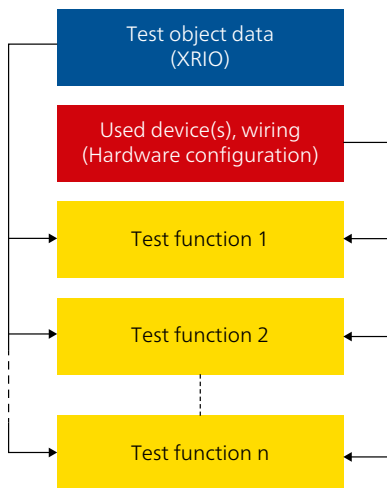 Test object data
(XRIO)
Used device(s), wiring
(Hardware configuration)
Test function 1
Test function 2
Test function n